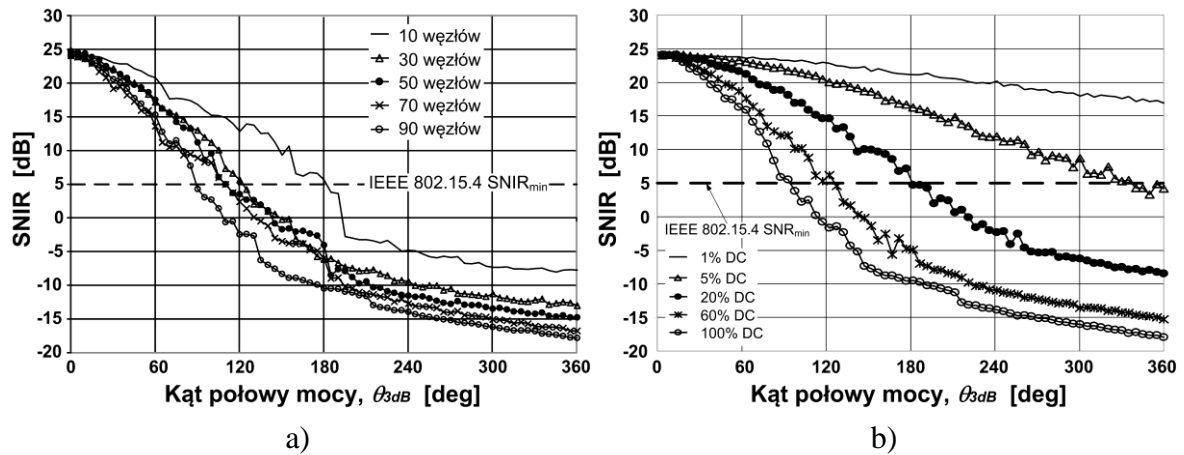 30
25
20
15
10
5
0
-5
-10
-15
-20
SNIR [dB]
10 węzłów
30 węzłów
50 węzłów
70 węzłów
90 węzłów
IEEE 802.15.4 SNIRmin
0 60 120 180 240 300 360
Kąt połowy mocy, θ3dB [deg]
a)
30
25
20
15
10
5
0
-5
-10
-15
-20
SNIR [dB]
IEEE 802.15.4 SNRmin
1% DC
5% DC
20% DC
60% DC
100% DC
0 60 120 180 240 300 360
Kąt połowy mocy, θ3dB [deg]
b)